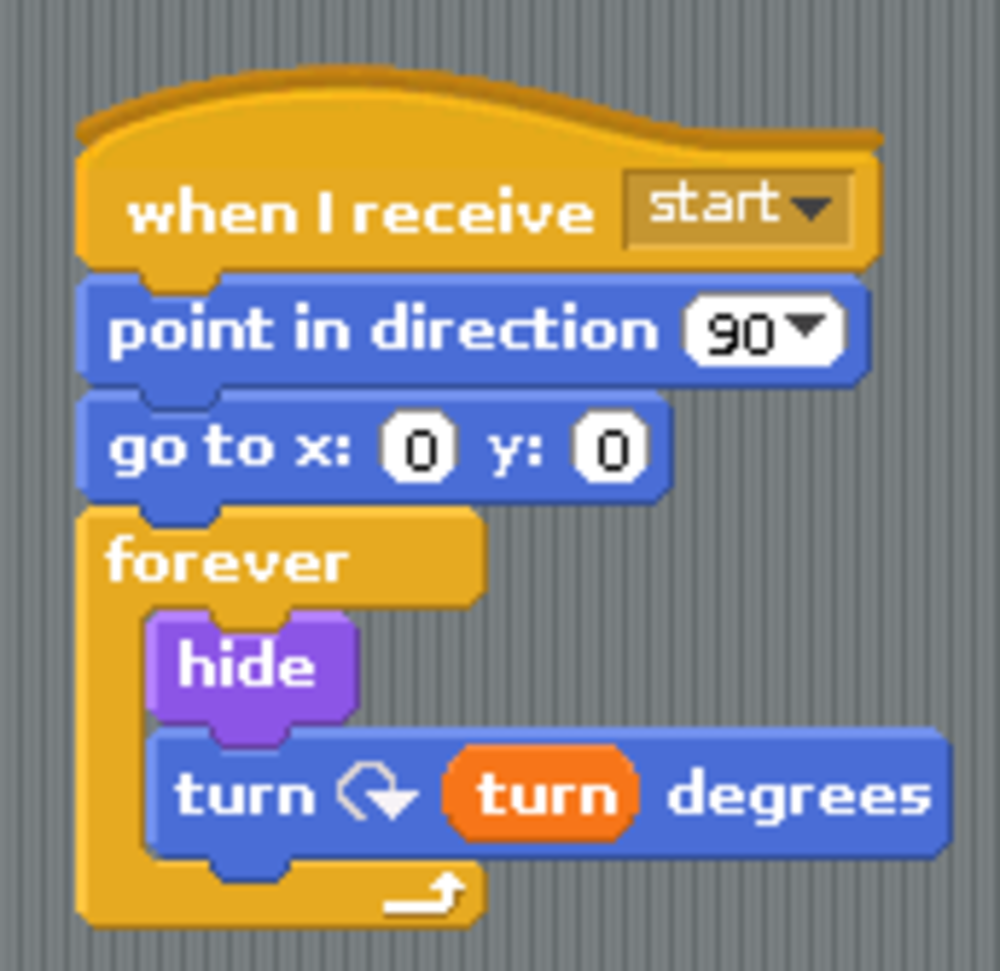 when I receive start
point in direction 90
go to x: 0 y: 0
forever
hide
turn turn degrees